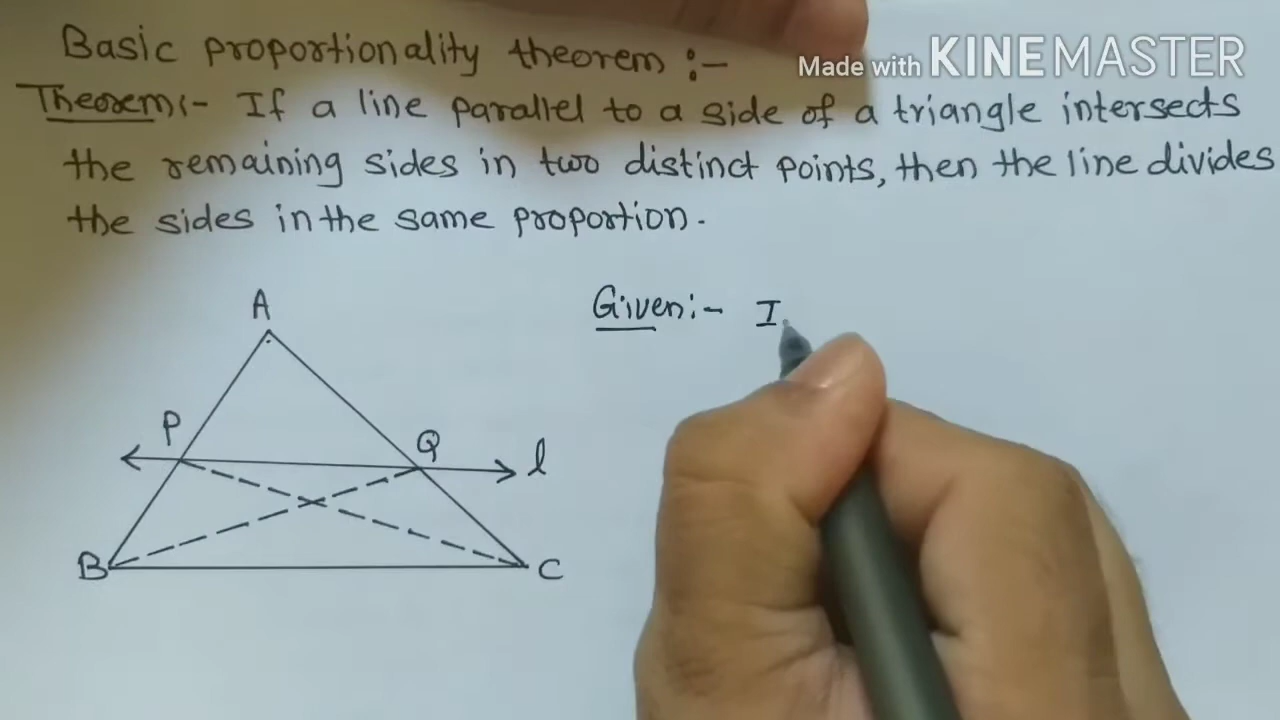 Basic proportionality theorem :-
Made with KINEMASTER
Theorem:- If a line parallel to a side of a triangle intersects
the remaining sides in two distinct points, then the line divides
the sides in the same proportion.
Given:- I
A
P
Q
l
B
C